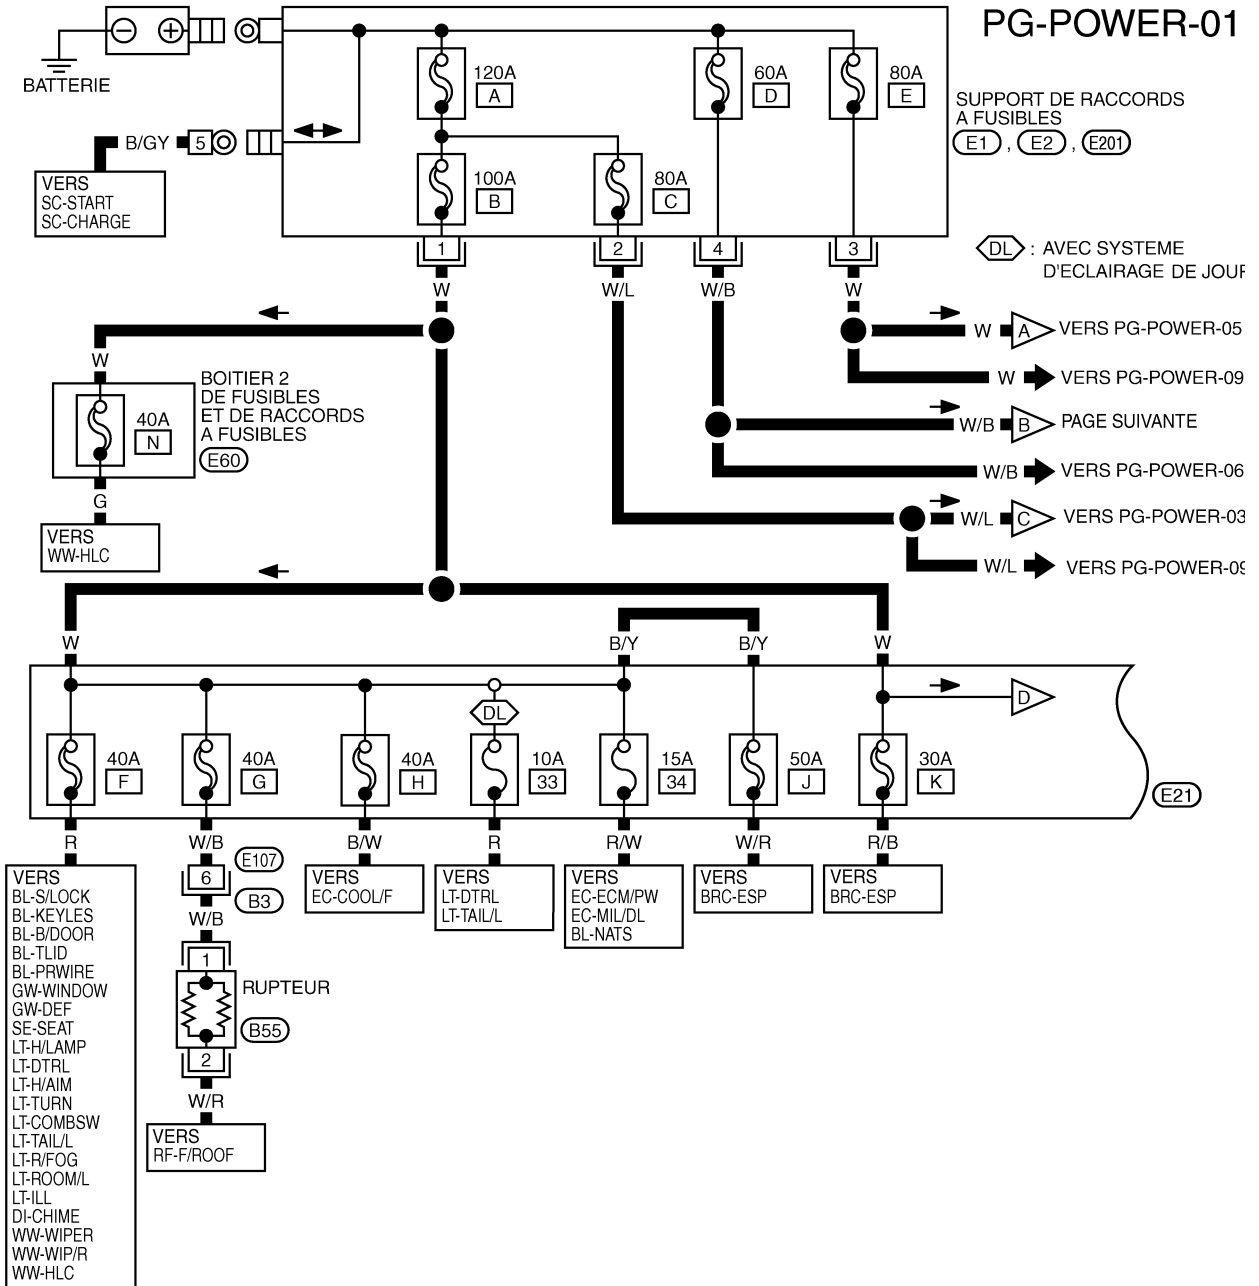 PG-POWER-01
− +
BATTERIE
B/GY 5
VERS
SC-START
SC-CHARGE
120A
A
60A
D
80A
E
100A
B
80A
C
SUPPORT DE RACCORDS
A FUSIBLES
E1 , E2 , E201
1 2 4 3
DL : AVEC SYSTEME
D'ECLAIRAGE DE JOUR
W W/L W/B W
W A VERS PG-POWER-05
W VERS PG-POWER-09
W/B B PAGE SUIVANTE
W/B VERS PG-POWER-06
W/L C VERS PG-POWER-03
W/L VERS PG-POWER-09
W
BOITIER 2
DE FUSIBLES
ET DE RACCORDS
A FUSIBLES
E60
40A
N
G
VERS
WW-HLC
W B/Y B/Y W
D
DL
40A
F
40A
G
40A
H
10A
33
15A
34
50A
J
30A
K
E21
R W/B B/W R R/W W/R R/B
VERS
BL-S/LOCK
BL-KEYLES
BL-B/DOOR
BL-TLID
BL-PRWIRE
GW-WINDOW
GW-DEF
SE-SEAT
LT-H/LAMP
LT-DTRL
LT-H/AIM
LT-TURN
LT-COMBSW
LT-TAIL/L
LT-R/FOG
LT-ROOM/L
LT-ILL
DI-CHIME
WW-WIPER
WW-WIP/R
WW-HLC
E107
6
B3
W/B
1
RUPTEUR
B55
2
W/R
VERS
RF-F/ROOF
VERS
EC-COOL/F
VERS
LT-DTRL
LT-TAIL/L
VERS
EC-ECM/PW
EC-MIL/DL
BL-NATS
VERS
BRC-ESP
VERS
BRC-ESP